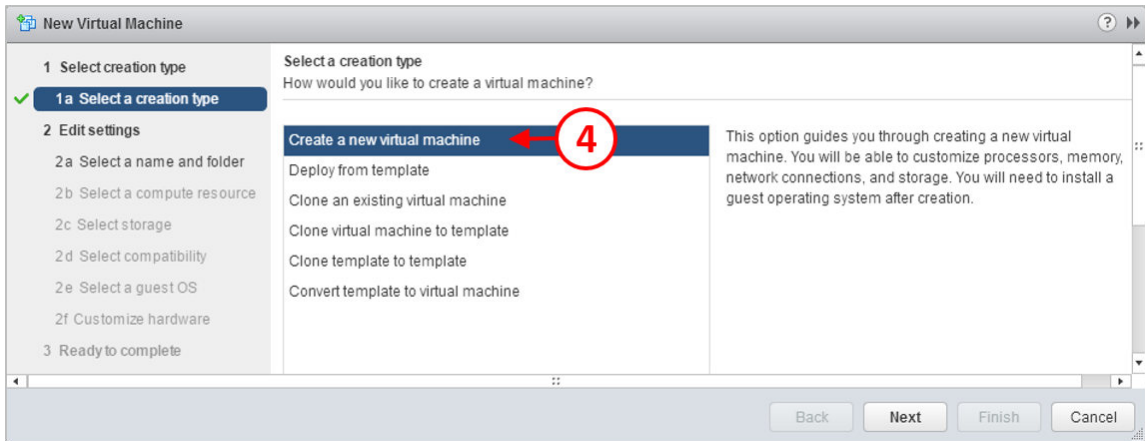 New Virtual Machine
?
1 Select creation type
1a Select a creation type
2 Edit settings
2a Select a name and folder
2b Select a compute resource
2c Select storage
2d Select compatibility
2e Select a guest OS
2f Customize hardware
3 Ready to complete
Select a creation type
How would you like to create a virtual machine?
Create a new virtual machine
4
Deploy from template
Clone an existing virtual machine
Clone virtual machine to template
Clone template to template
Convert template to virtual machine
This option guides you through creating a new virtual
machine. You will be able to customize processors, memory,
network connections, and storage. You will need to install a
guest operating system after creation.
Back
Next
Finish
Cancel